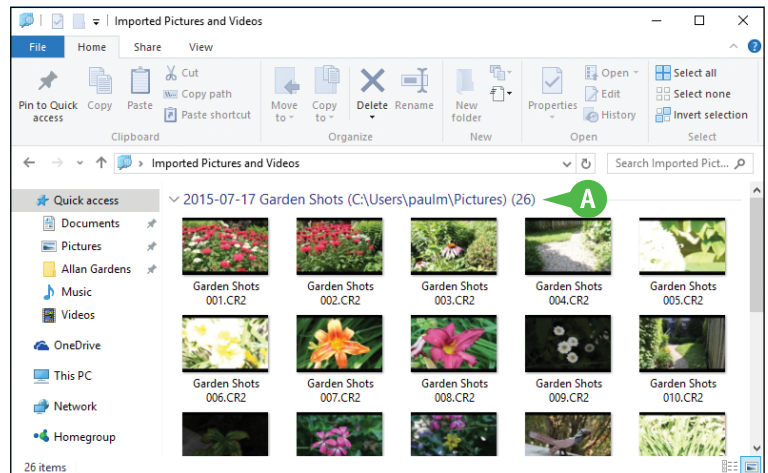 Imported Pictures and Videos
File Home Share View
Pin to Quick access
Copy
Paste
Cut
Copy path
Paste shortcut
Move to
Copy to
Delete
Rename
New folder
Properties
Open
Edit
History
Select all
Select none
Invert selection
Clipboard Organize New Open Select
Imported Pictures and Videos
Search Imported Pict...
Quick access
Documents
Pictures
Allan Gardens
Music
Videos
OneDrive
This PC
Network
Homegroup
2015-07-17 Garden Shots (C:\Users\paulm\Pictures) (26)
A
Garden Shots 001.CR2
Garden Shots 002.CR2
Garden Shots 003.CR2
Garden Shots 004.CR2
Garden Shots 005.CR2
Garden Shots 006.CR2
Garden Shots 007.CR2
Garden Shots 008.CR2
Garden Shots 009.CR2
Garden Shots 010.CR2
26 items